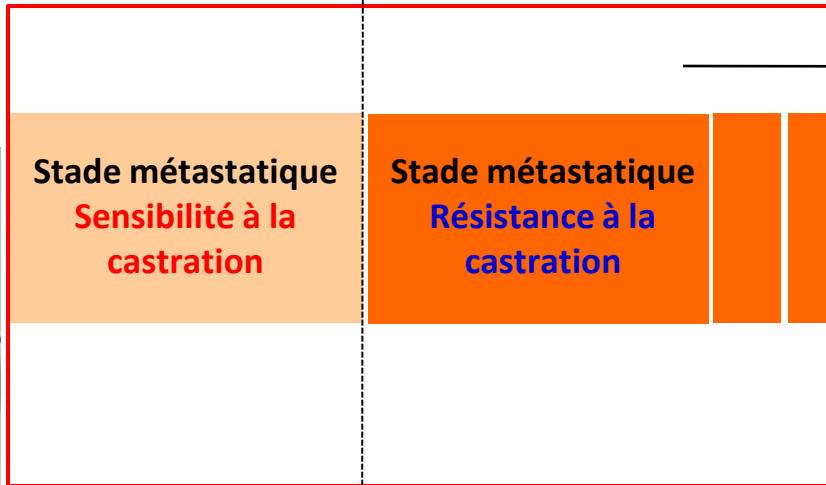 Stade métastatique
Sensibilité à la
castration
Stade métastatique
Résistance à la
castration